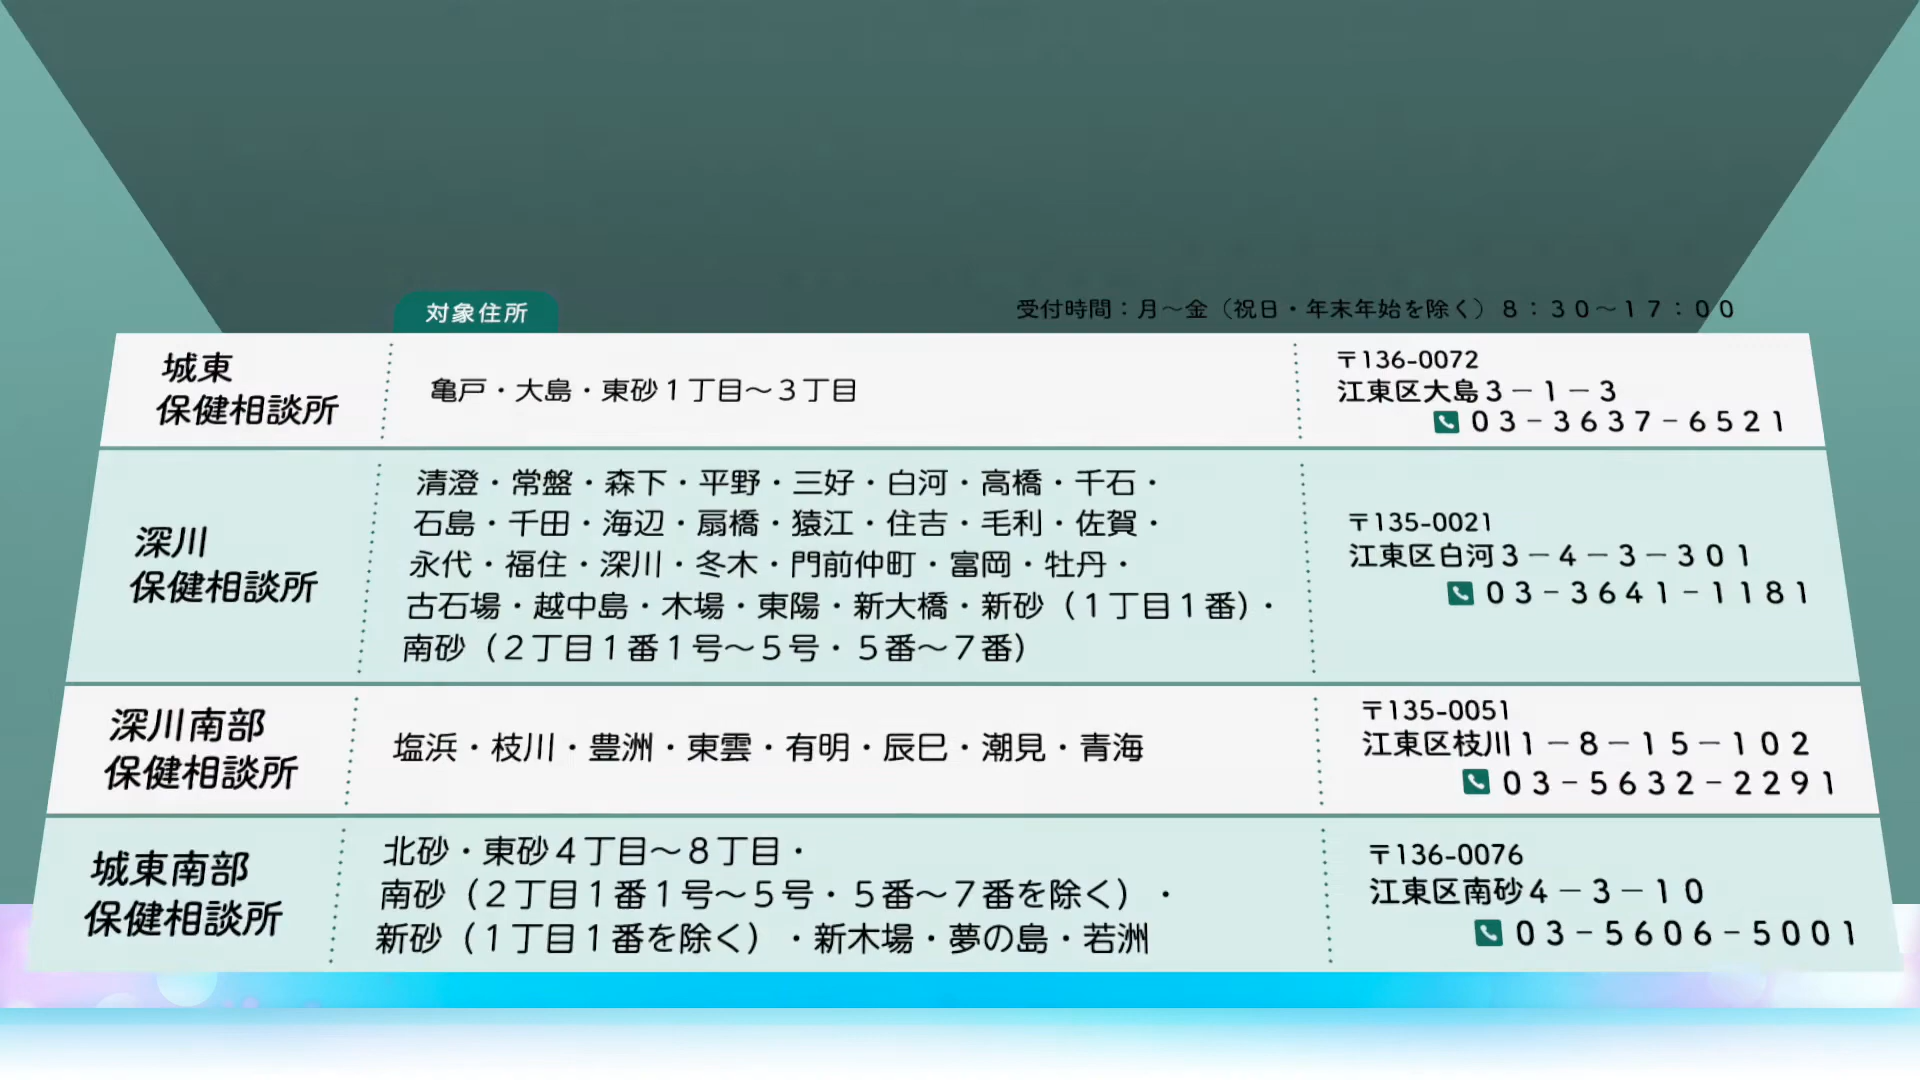 対象住所
受付時間：月～金（祝日・年末年始を除く）８：３０～１７：００
城東
保健相談所
亀戸・大島・東砂１丁目～３丁目
〒136-0072
江東区大島３－１－３
０３－３６３７－６５２１
深川
保健相談所
清澄・常盤・森下・平野・三好・白河・高橋・千石・
石島・千田・海辺・扇橋・猿江・住吉・毛利・佐賀・
永代・福住・深川・冬木・門前仲町・富岡・牡丹・
古石場・越中島・木場・東陽・新大橋・新砂（１丁目１番）・
南砂（２丁目１番１号～５号・５番～７番）
〒135-0021
江東区白河３－４－３－３０１
０３－３６４１－１１８１
深川南部
保健相談所
塩浜・枝川・豊洲・東雲・有明・辰巳・潮見・青海
〒135-0051
江東区枝川１－８－１５－１０２
０３－５６３２－２２９１
城東南部
保健相談所
北砂・東砂４丁目～８丁目・
南砂（２丁目１番１号～５号・５番～７番を除く）・
新砂（１丁目１番を除く）・新木場・夢の島・若洲
〒136-0076
江東区南砂４－３－１０
０３－５６０６－５００１